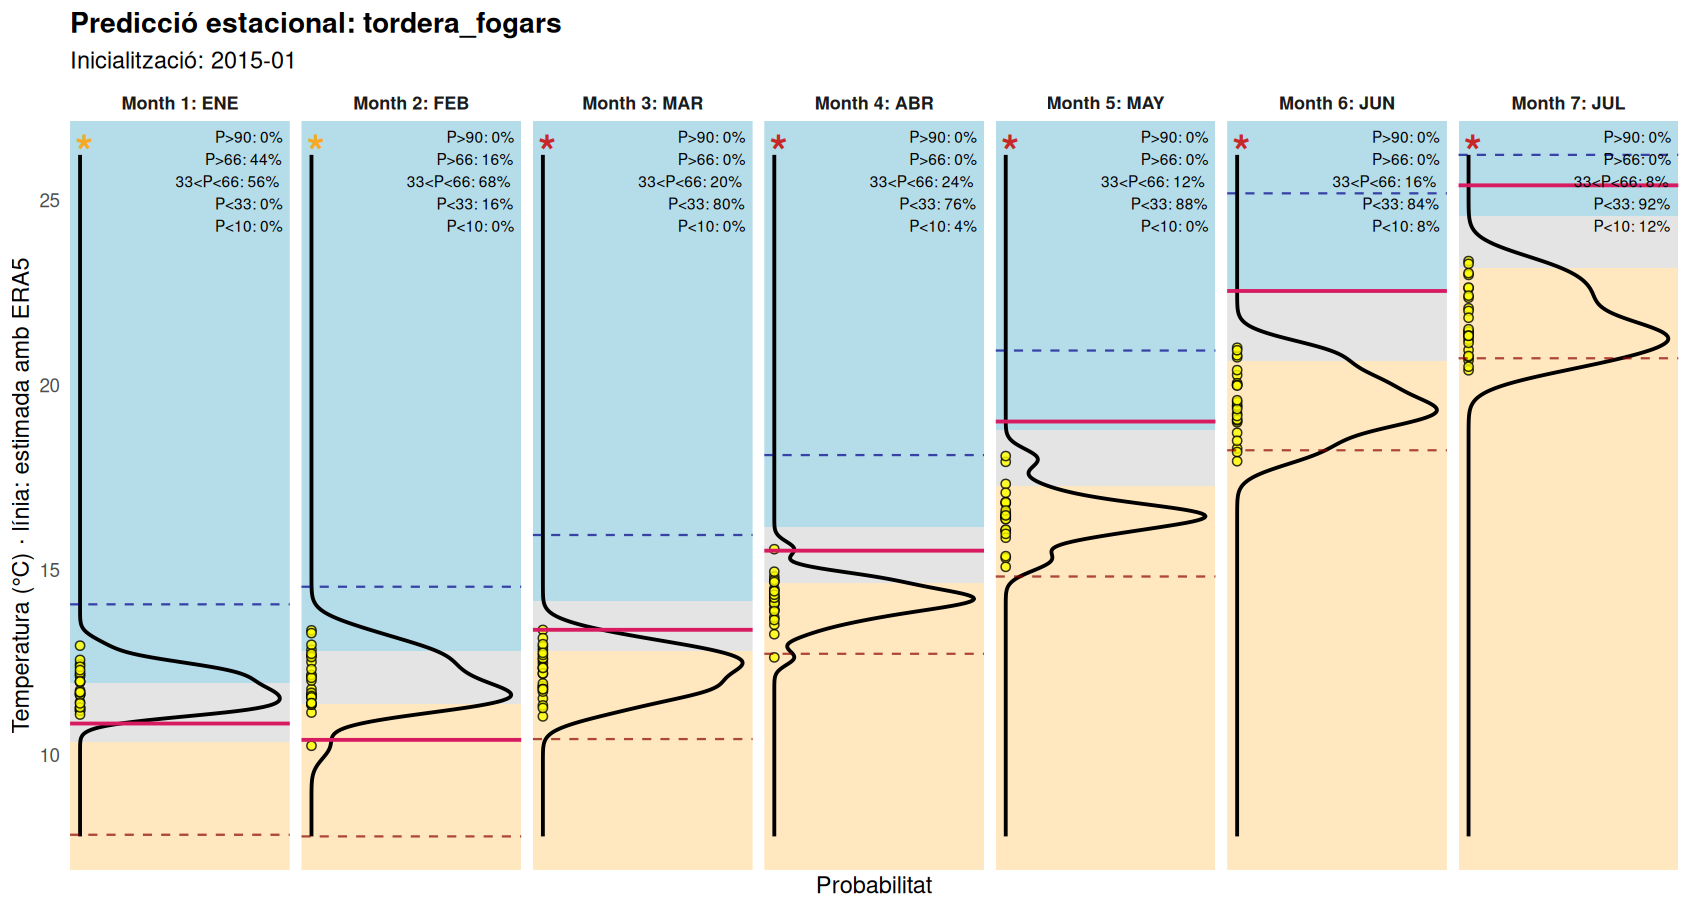 Predicció estacional: tordera_fogars
Inicialització: 2015-01
Month 1: ENE
P>90: 0%
P>66: 44%
33<P<66: 56%
P<33: 0%
P<10: 0%
Month 2: FEB
P>90: 0%
P>66: 16%
33<P<66: 68%
P<33: 16%
P<10: 0%
Month 3: MAR
P>90: 0%
P>66: 0%
33<P<66: 20%
P<33: 80%
P<10: 0%
Month 4: ABR
P>90: 0%
P>66: 0%
33<P<66: 24%
P<33: 76%
P<10: 4%
Month 5: MAY
P>90: 0%
P>66: 0%
33<P<66: 12%
P<33: 88%
P<10: 0%
Month 6: JUN
P>90: 0%
P>66: 0%
33<P<66: 16%
P<33: 84%
P<10: 8%
Month 7: JUL
P>90: 0%
P>66: 0%
33<P<66: 8%
P<33: 92%
P<10: 12%
Temperatura (°C) · línia: estimada amb ERA5
25
20
15
10
Probabilitat